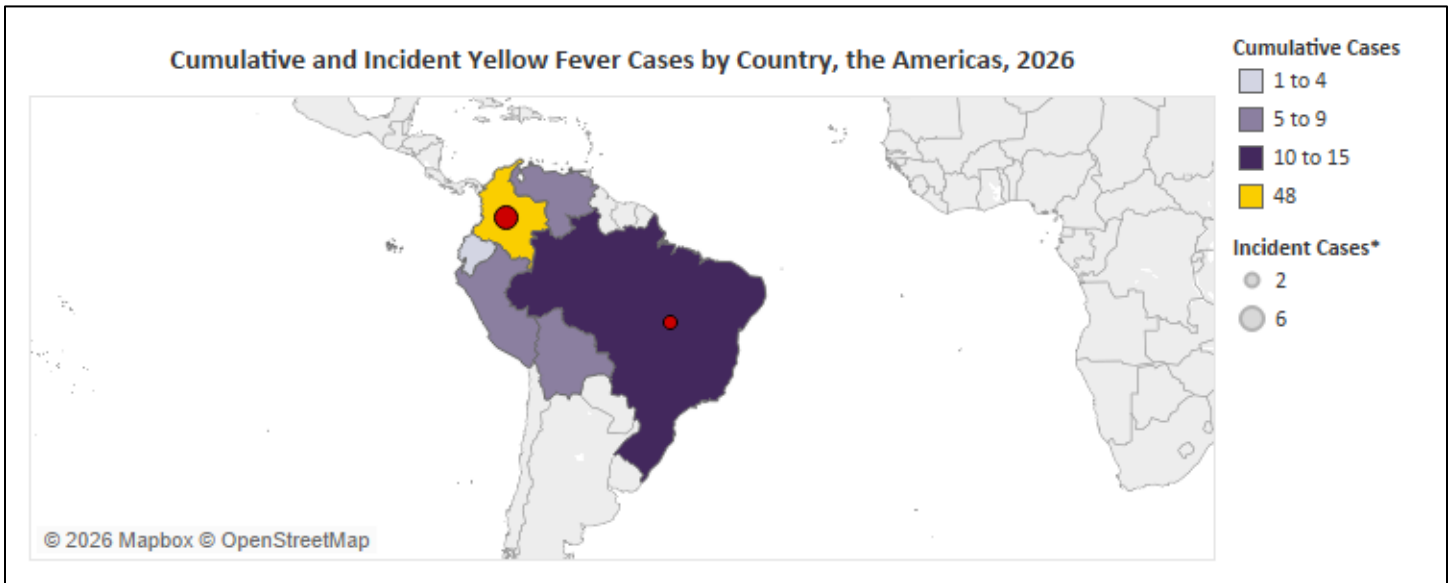 Cumulative and Incident Yellow Fever Cases by Country, the Americas, 2026
Cumulative Cases
1 to 4
5 to 9
10 to 15
48
Incident Cases*
2
6
© 2026 Mapbox © OpenStreetMap